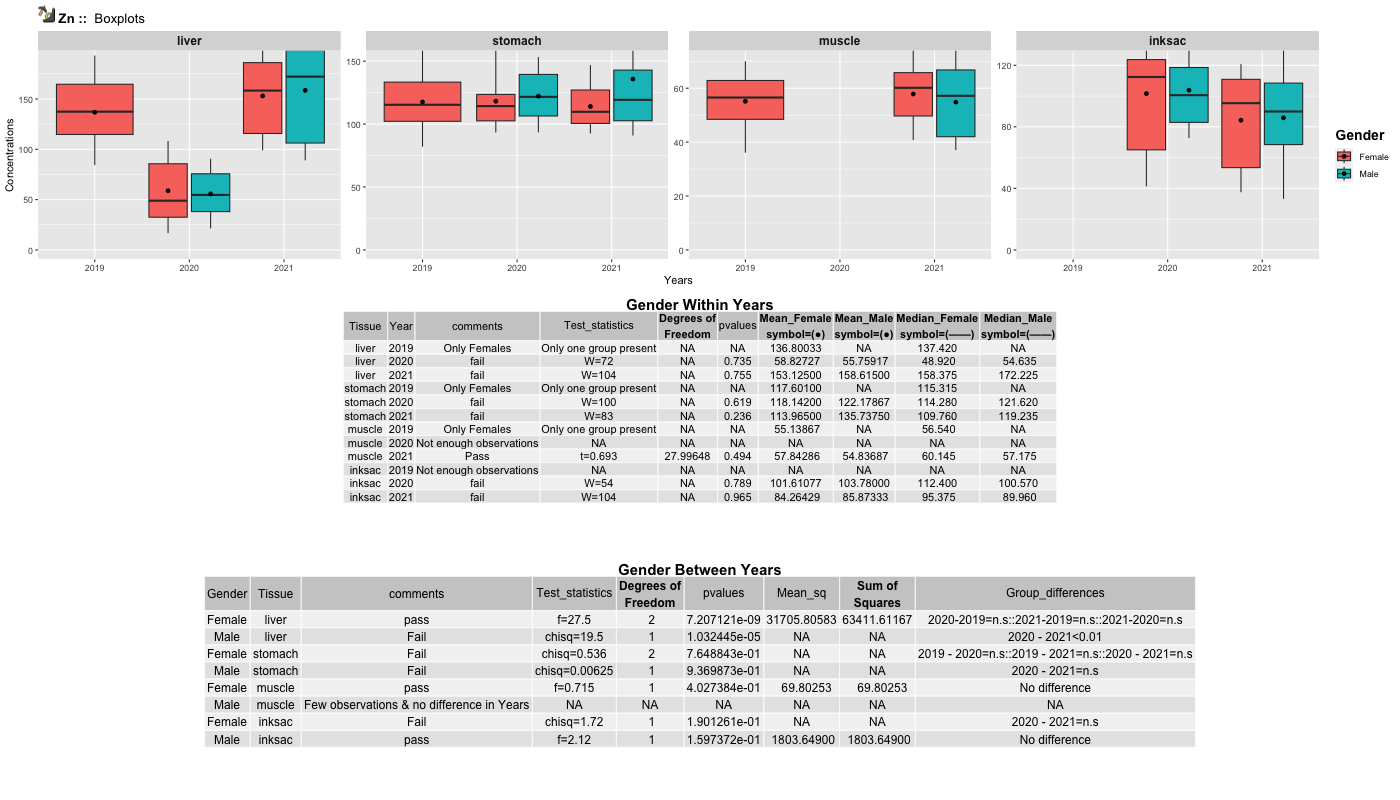 Zn :: Boxplots
liver stomach muscle inksac
Concentrations
150
100
50
0
150
100
50
0
60
40
20
0
120
80
40
0
2019 2020 2021 2019 2020 2021 2019 2020 2021 2019 2020 2021
Years
Gender
Female
Male
Gender Within Years
Tissue Year comments Test_statistics Degrees of Freedom pvalues Mean_Female symbol=(●) Mean_Male symbol=(●) Median_Female symbol=(——) Median_Male symbol=(——)
liver 2019 Only Females Only one group present NA NA 136.80033 NA 137.420 NA
liver 2020 fail W=72 NA 0.735 58.82727 55.75917 48.920 54.635
liver 2021 fail W=104 NA 0.755 153.12500 158.61500 158.375 172.225
stomach 2019 Only Females Only one group present NA NA 117.60100 NA 115.315 NA
stomach 2020 fail W=100 NA 0.619 118.14200 122.17867 114.280 121.620
stomach 2021 fail W=83 NA 0.236 113.96500 135.73750 109.760 119.235
muscle 2019 Only Females Only one group present NA NA 55.13867 NA 56.540 NA
muscle 2020 Not enough observations NA NA NA NA NA NA NA
muscle 2021 Pass t=0.693 27.99648 0.494 57.84286 54.83687 60.145 57.175
inksac 2019 Not enough observations NA NA NA NA NA NA NA
inksac 2020 fail W=54 NA 0.789 101.61077 103.78000 112.400 100.570
inksac 2021 fail W=104 NA 0.965 84.26429 85.87333 95.375 89.960
Gender Between Years
Gender Tissue comments Test_statistics Degrees of Freedom pvalues Mean_sq Sum of Squares Group_differences
Female liver pass f=27.5 2 7.207121e-09 31705.80583 63411.61167 2020-2019=n.s::2021-2019=n.s::2021-2020=n.s
Male liver Fail chisq=19.5 1 1.032445e-05 NA NA 2020 - 2021<0.01
Female stomach Fail chisq=0.536 2 7.648843e-01 NA NA 2019 - 2020=n.s::2019 - 2021=n.s::2020 - 2021=n.s
Male stomach Fail chisq=0.00625 1 9.369873e-01 NA NA 2020 - 2021=n.s
Female muscle pass f=0.715 1 4.027384e-01 69.80253 69.80253 No difference
Male muscle Few observations & no difference in Years NA NA NA NA NA NA
Female inksac Fail chisq=1.72 1 1.901261e-01 NA NA 2020 - 2021=n.s
Male inksac pass f=2.12 1 1.597372e-01 1803.64900 1803.64900 No difference